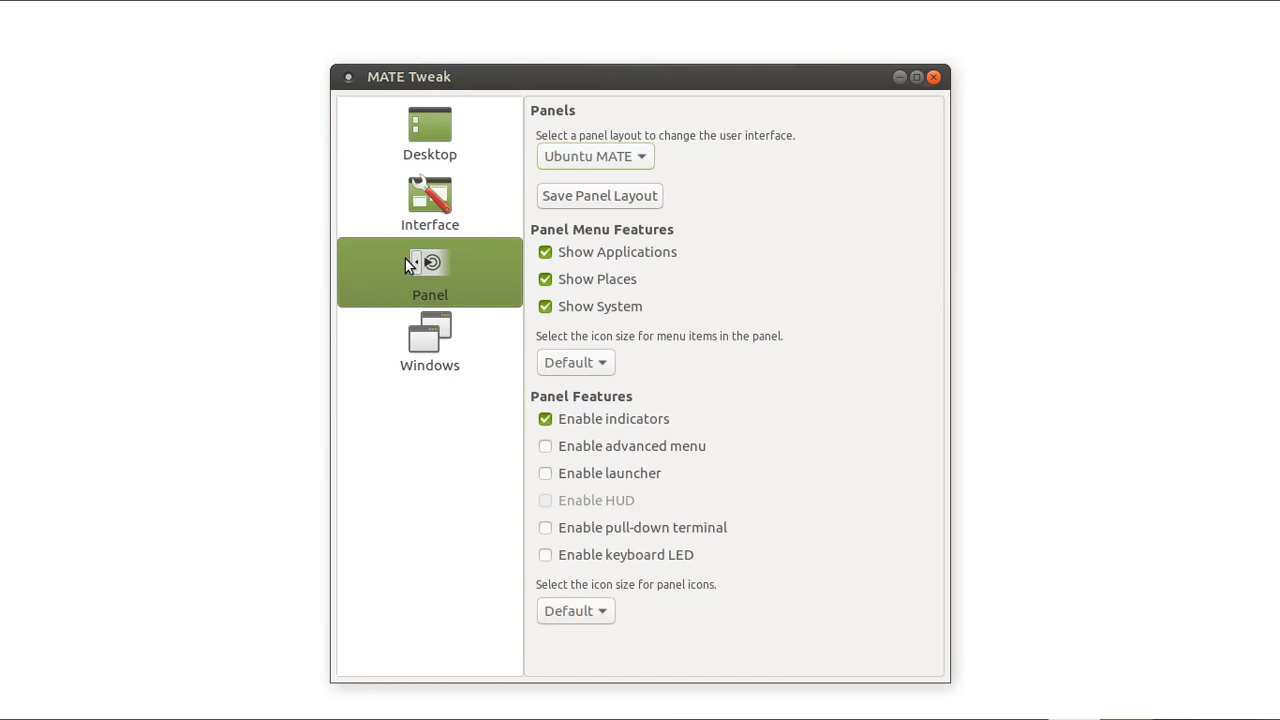 MATE Tweak
Desktop
Interface
Panel
Windows
Panels
Select a panel layout to change the user interface.
Ubuntu MATE
Save Panel Layout
Panel Menu Features
Show Applications
Show Places
Show System
Select the icon size for menu items in the panel.
Default
Panel Features
Enable indicators
Enable advanced menu
Enable launcher
Enable HUD
Enable pull-down terminal
Enable keyboard LED
Select the icon size for panel icons.
Default